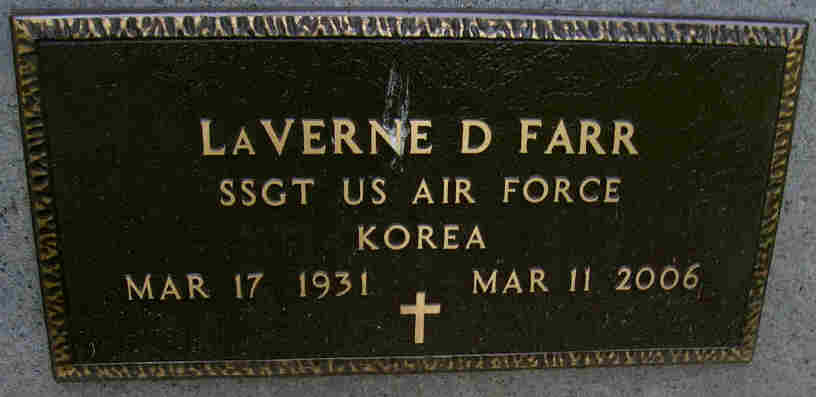 LaVERNE D FARR
SSGT US AIR FORCE
KOREA
MAR 17 1931 MAR 11 2006